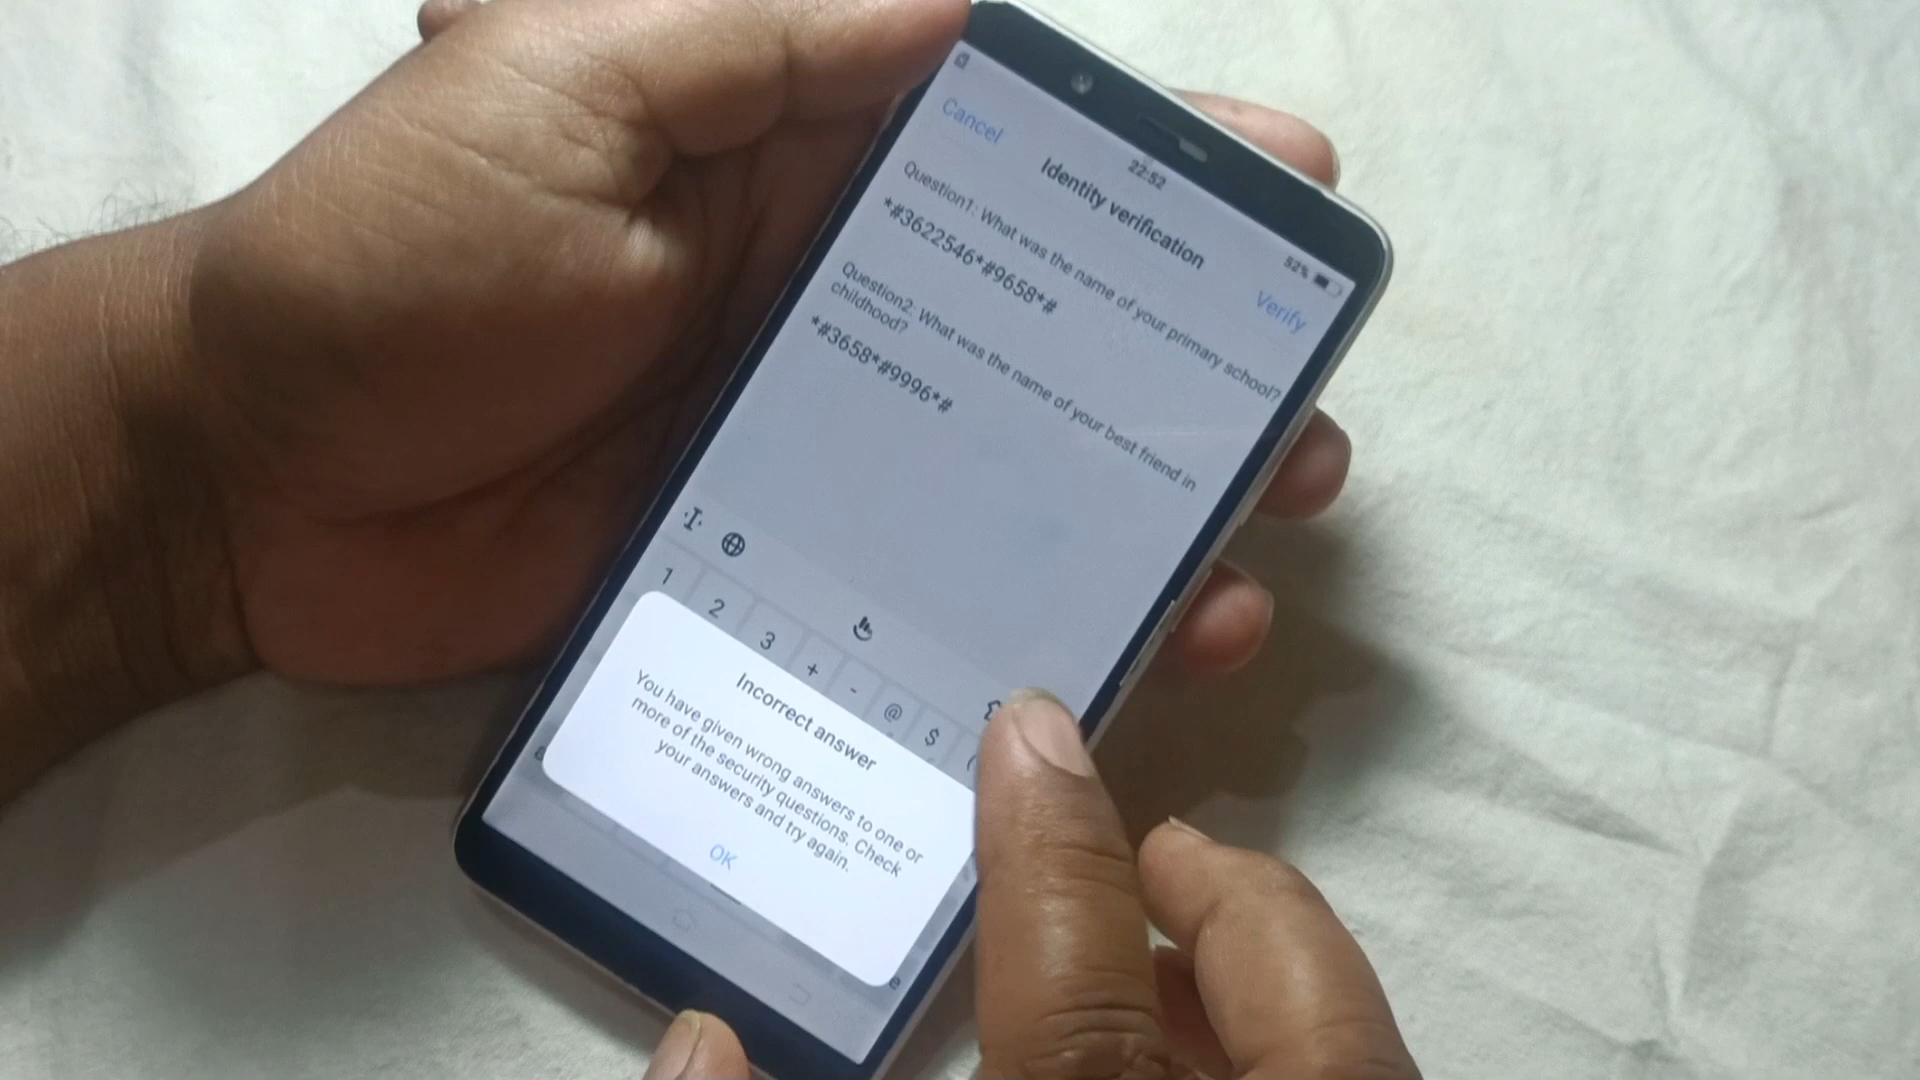 22:52
52%
Cancel
Identity verification
Verify
Question1: What was the name of your primary school?
*#3622546*#9658*#
Question2: What was the name of your best friend in
childhood?
*#3658*#9996*#
1 2 3 + - @ $ (
Incorrect answer
You have given wrong answers to one or
more of the security questions. Check
your answers and try again.
OK